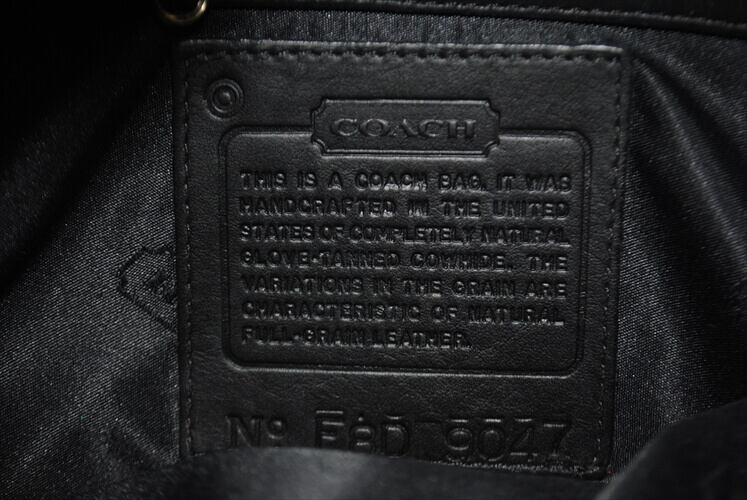 COACH
THIS IS A COACH BAG. IT WAS
HANDCRAFTED IN THE UNITED
STATES OF COMPLETELY NATURAL
GLOVE-TANNED COWHIDE. THE
VARIATIONS IN THE GRAIN ARE
CHARACTERISTIC OF NATURAL
FULL-GRAIN LEATHER.
No E8D 9047